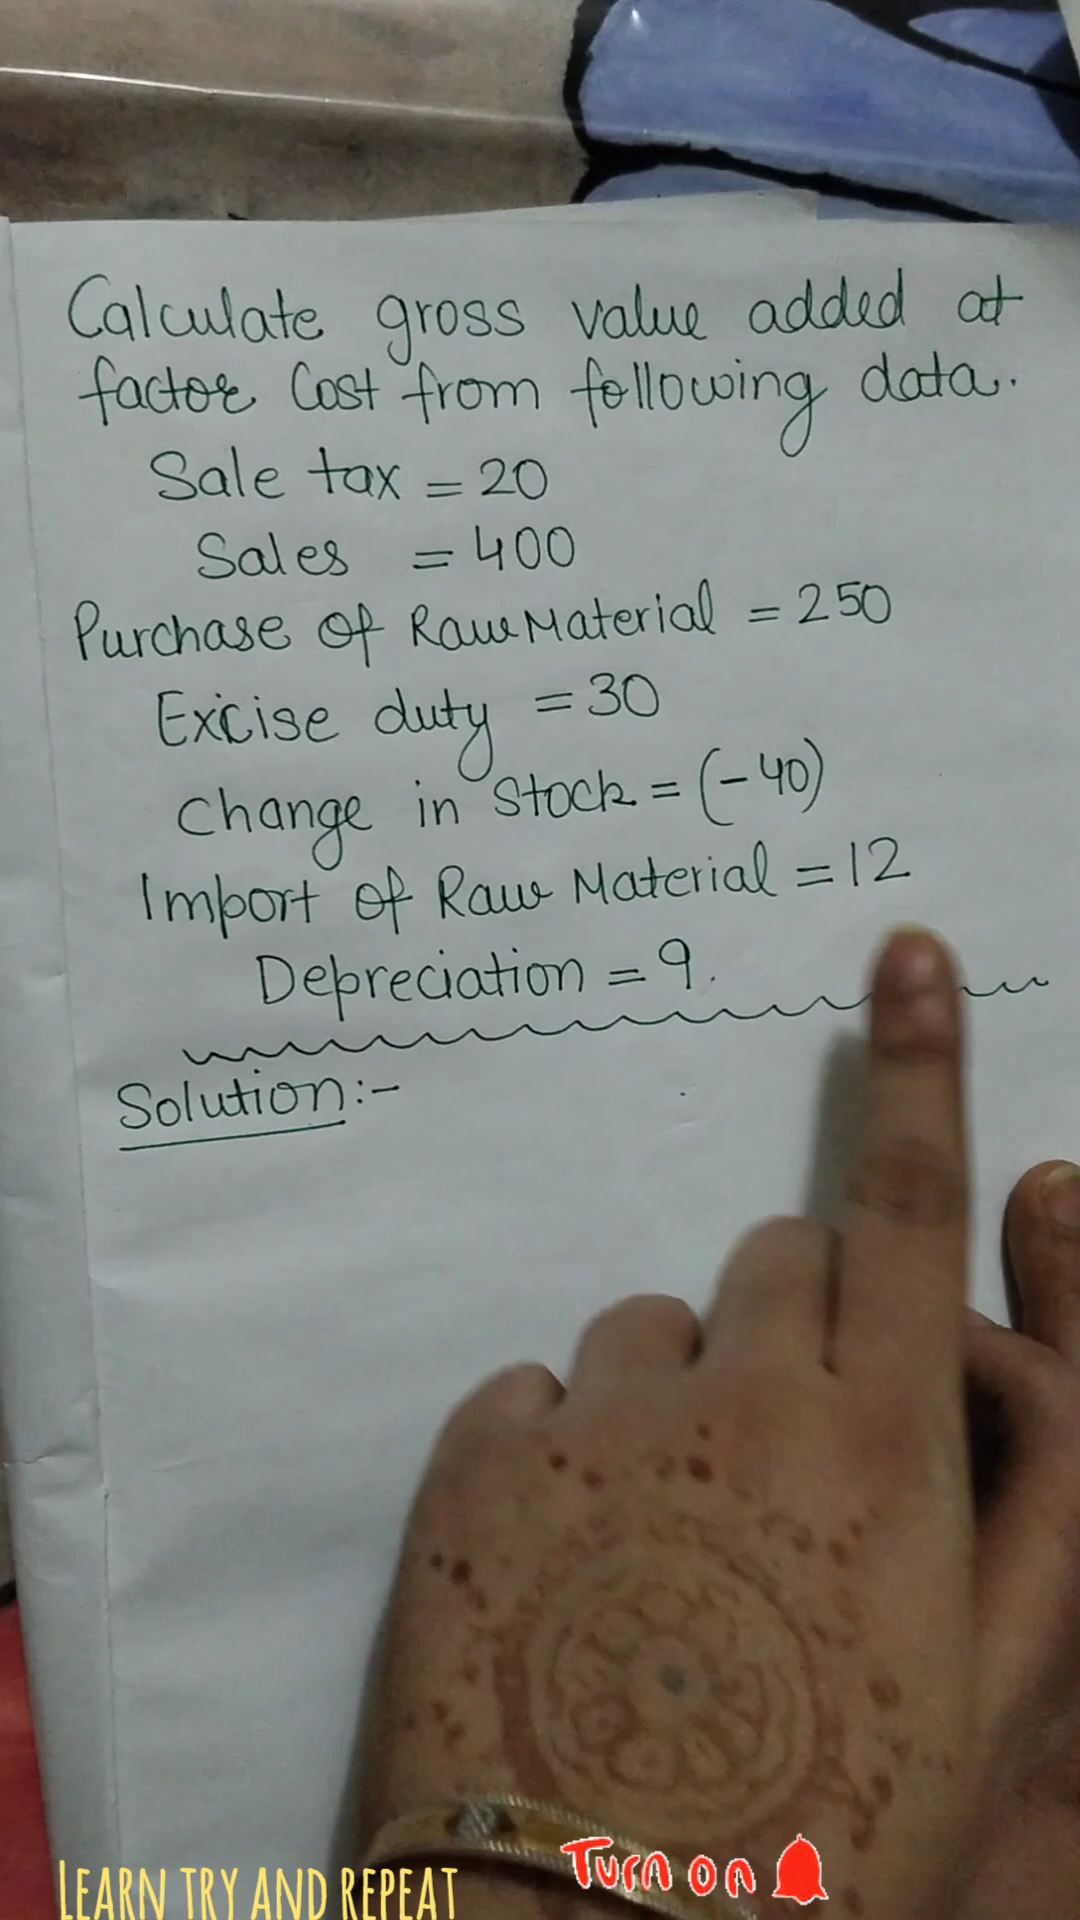 Calculate gross value added at
factor Cost from following data.
Sale tax = 20
Sales = 400
Purchase of Raw Material = 250
Excise duty = 30
Change in Stock = (-40)
Import of Raw Material = 12
Depreciation = 9.
Solution:-
LEARN TRY AND REPEAT
Turn on